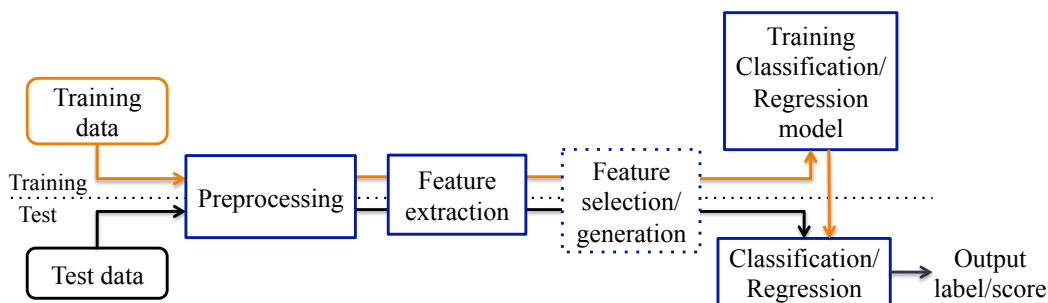 Training
Classification/
Regression
model
Training
data
Preprocessing
Feature
extraction
Feature
selection/
generation
Training
Test
Test data
Classification/
Regression
Output
label/score